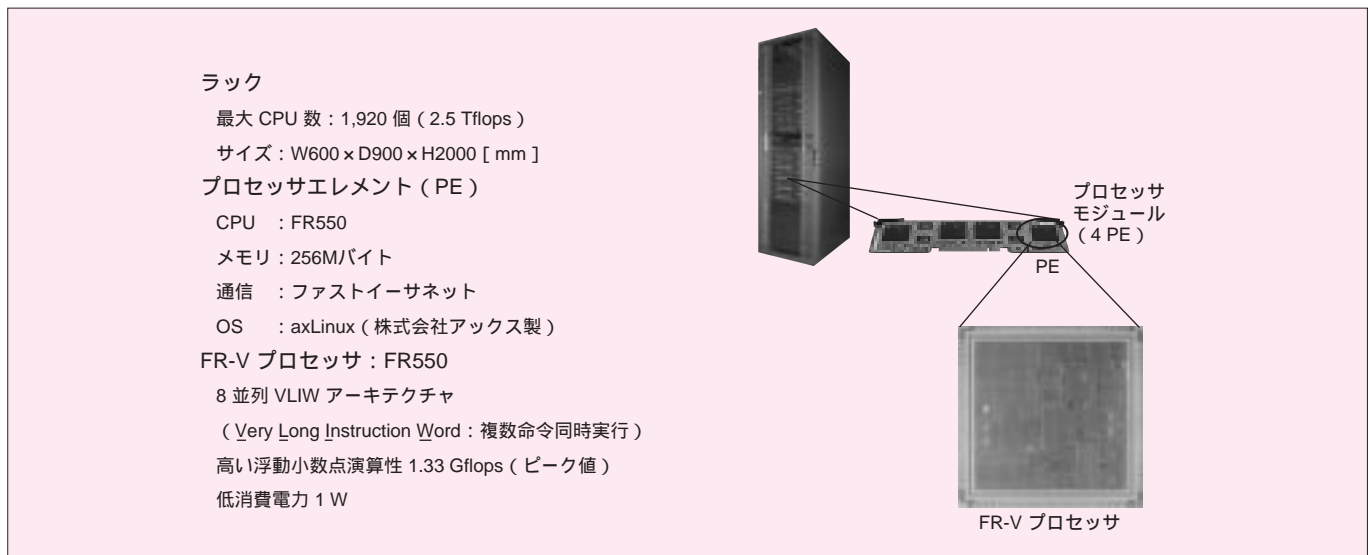 ラック
最大 CPU 数：1,920 個（2.5 Tflops）
サイズ：W600×D900×H2000［mm］
プロセッサエレメント（PE）
CPU ：FR550
メモリ：256Mバイト
通信 ：ファストイーサネット
OS ：axLinux（株式会社アックス製）
FR-V プロセッサ：FR550
8 並列 VLIW アーキテクチャ
（Very Long Instruction Word：複数命令同時実行）
高い浮動小数点演算性 1.33 Gflops（ピーク値）
低消費電力 1 W
プロセッサ
モジュール
（4 PE）
PE
FR-V プロセッサ